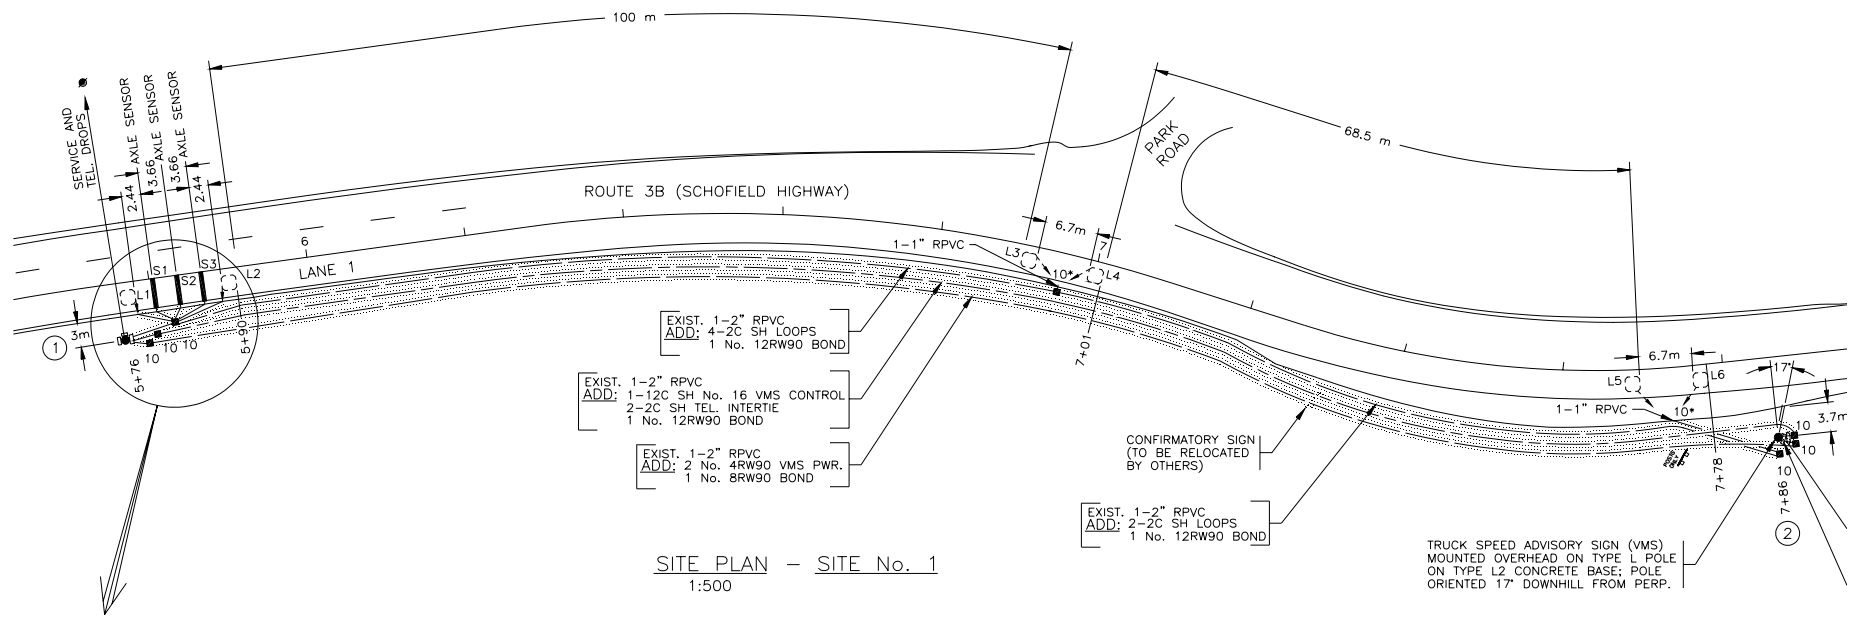 100 m
68.5 m
SERVICE AND
TEL. DROPS
2.44
AXLE SENSOR
3.66
AXLE SENSOR
3.66
AXLE SENSOR
2.44
PARK
ROAD
ROUTE 3B (SCHOFIELD HIGHWAY)
6
LANE 1
S1
S2
S3
L1
L2
3m
1
10
10
10
5+76
5+90
1-1" RPVC
L3
6.7m
7
10*
L4
7+01
EXIST. 1-2" RPVC
ADD: 4-2C SH LOOPS
1 No. 12RW90 BOND
EXIST. 1-2" RPVC
ADD: 1-12C SH No. 16 VMS CONTROL
2-2C SH TEL. INTERTIE
1 No. 12RW90 BOND
EXIST. 1-2" RPVC
ADD: 2 No. 4RW90 VMS PWR.
1 No. 8RW90 BOND
CONFIRMATORY SIGN
(TO BE RELOCATED
BY OTHERS)
EXIST. 1-2" RPVC
ADD: 2-2C SH LOOPS
1 No. 12RW90 BOND
L5
6.7m
L6
17°
1-1" RPVC
10*
3.7m
10
10
10
7+78
7+86
2
TRUCK SPEED ADVISORY SIGN (VMS)
MOUNTED OVERHEAD ON TYPE L POLE
ON TYPE L2 CONCRETE BASE; POLE
ORIENTED 17° DOWNHILL FROM PERP.
SITE PLAN - SITE No. 1
1:500